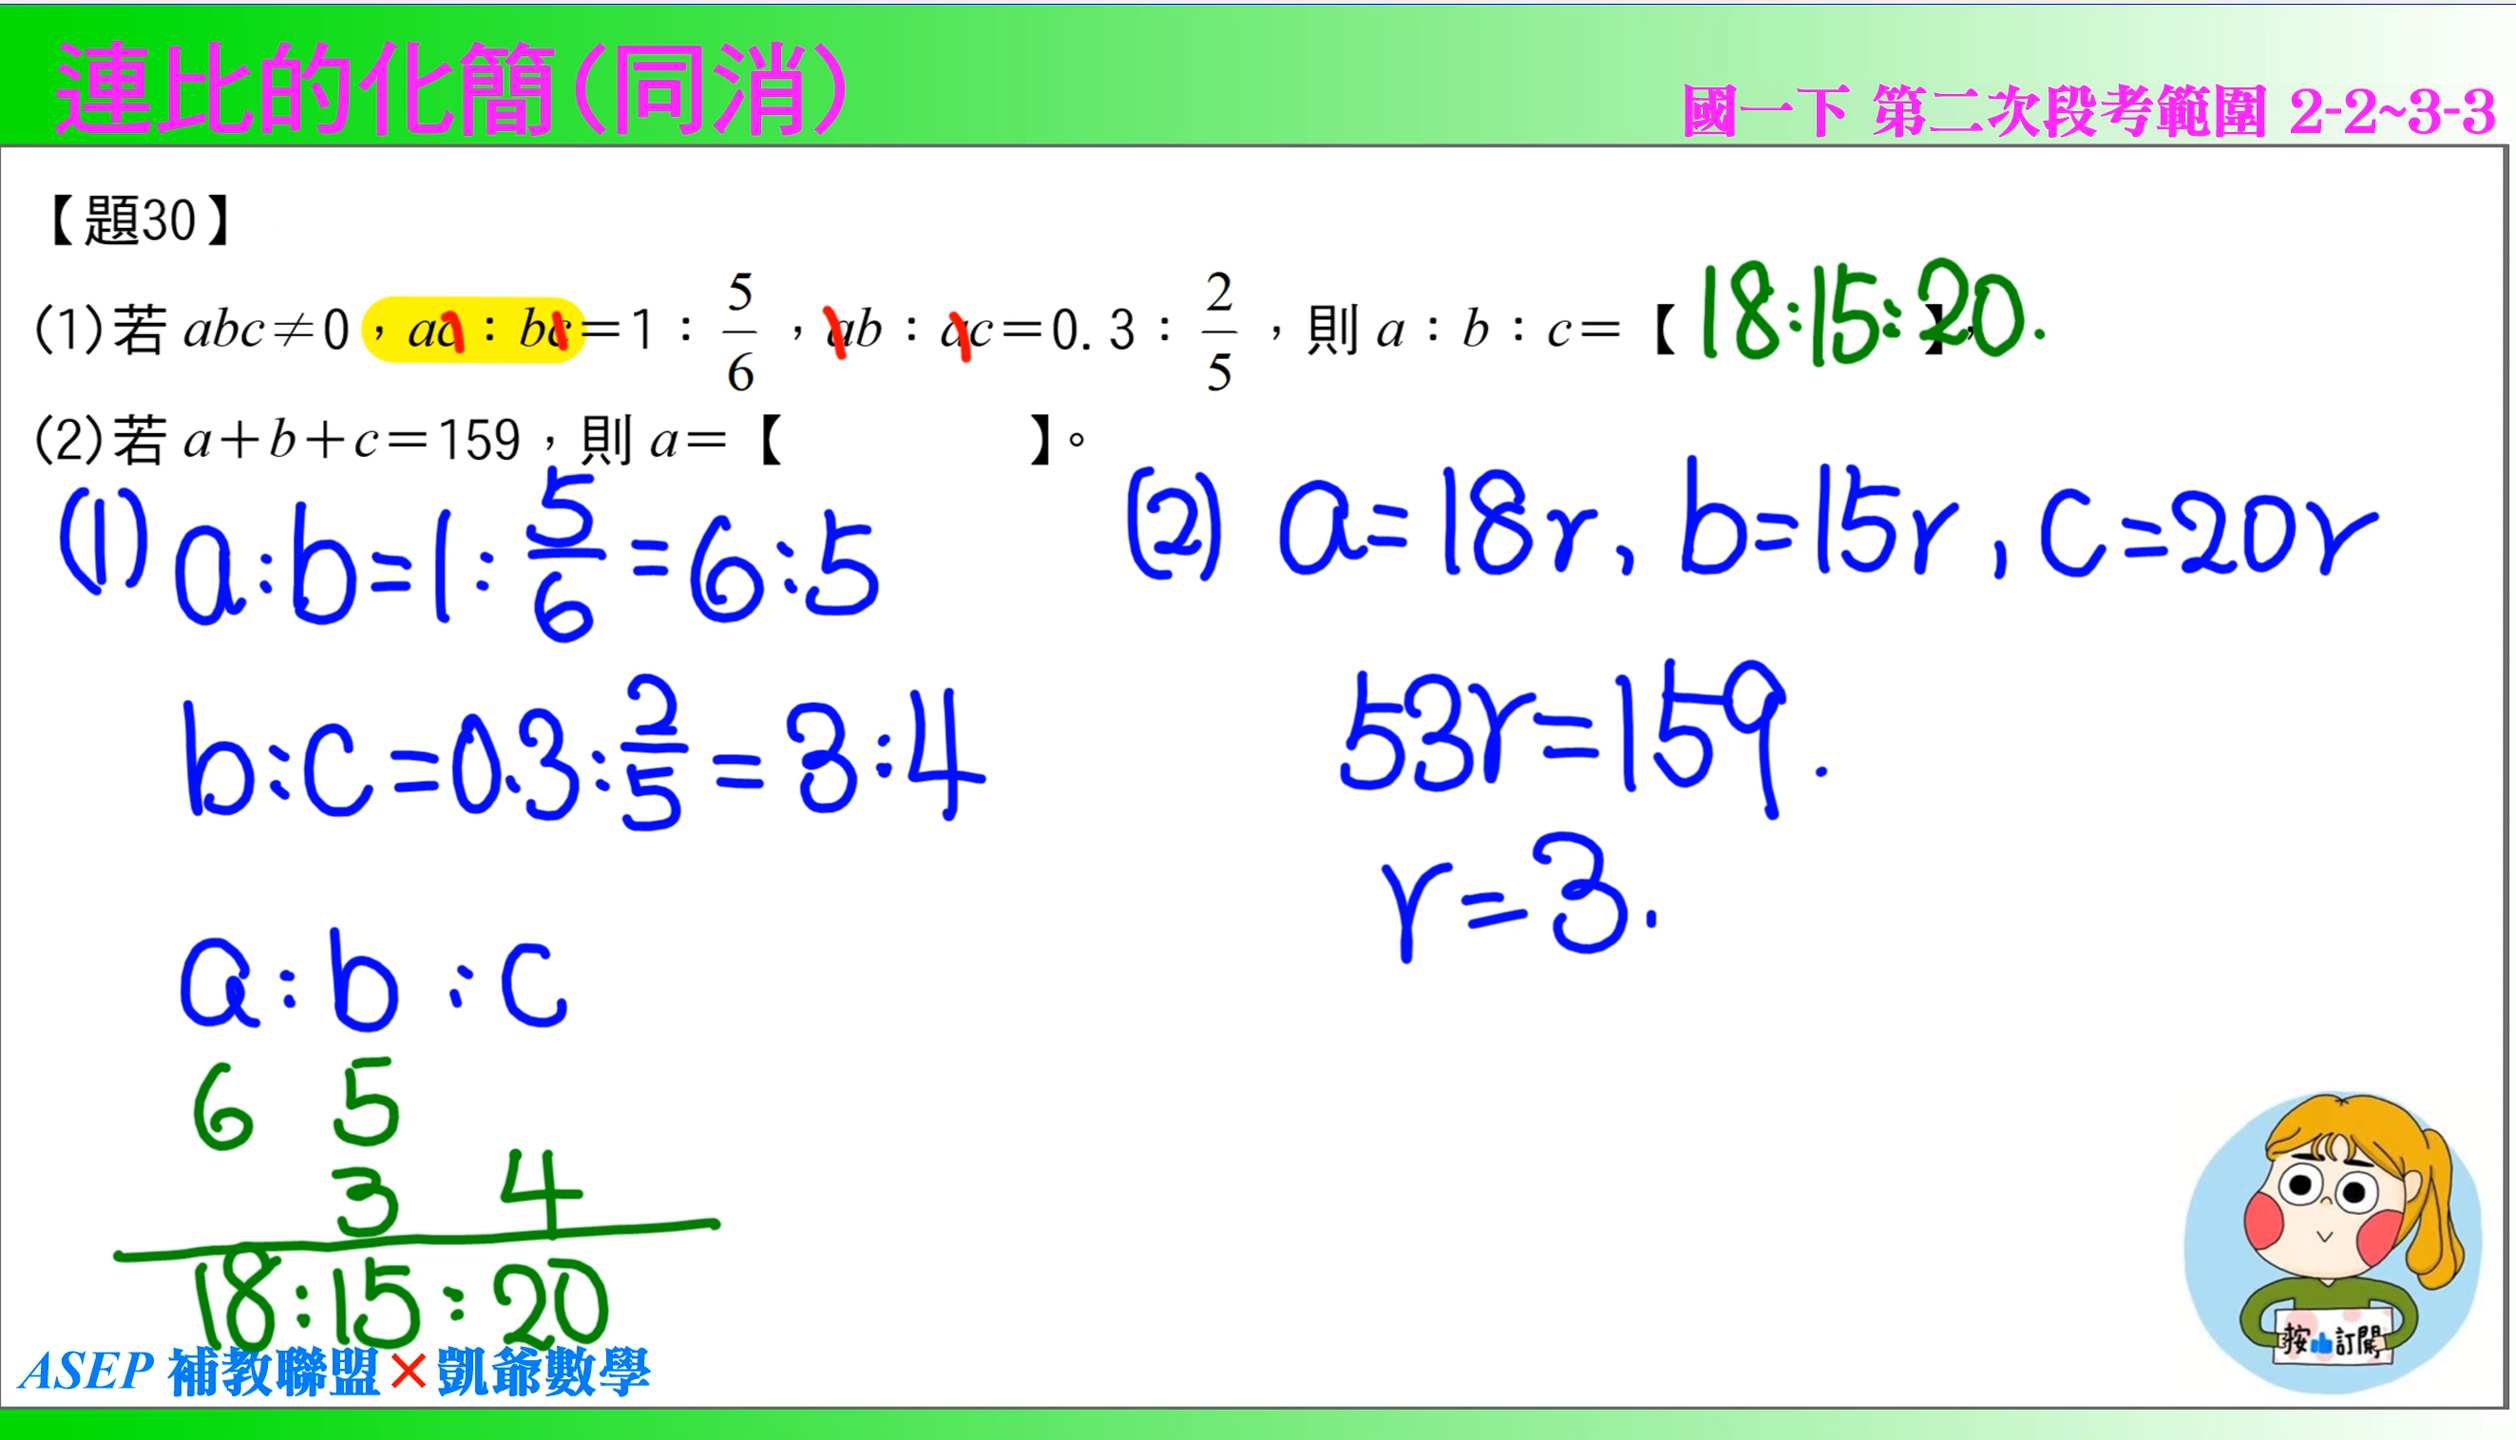 連比的化簡(同消)
國一下 第二次段考範圍 2-2~3-3
【題30】
(1)若 abc≠0，ac：bc＝1：5/6，ab：ac＝0.3：2/5，則 a：b：c＝【18:15:20.】，
(2)若 a＋b＋c＝159，則 a＝【 】。
(1) a:b=1:5/6=6:5
b:c=0.3:2/5=3:4
a:b:c
6 5
3 4
18:15:20
(2) a=18r, b=15r, c=20r
53r=159.
r=3.
按訂閱
ASEP 補教聯盟×凱爺數學